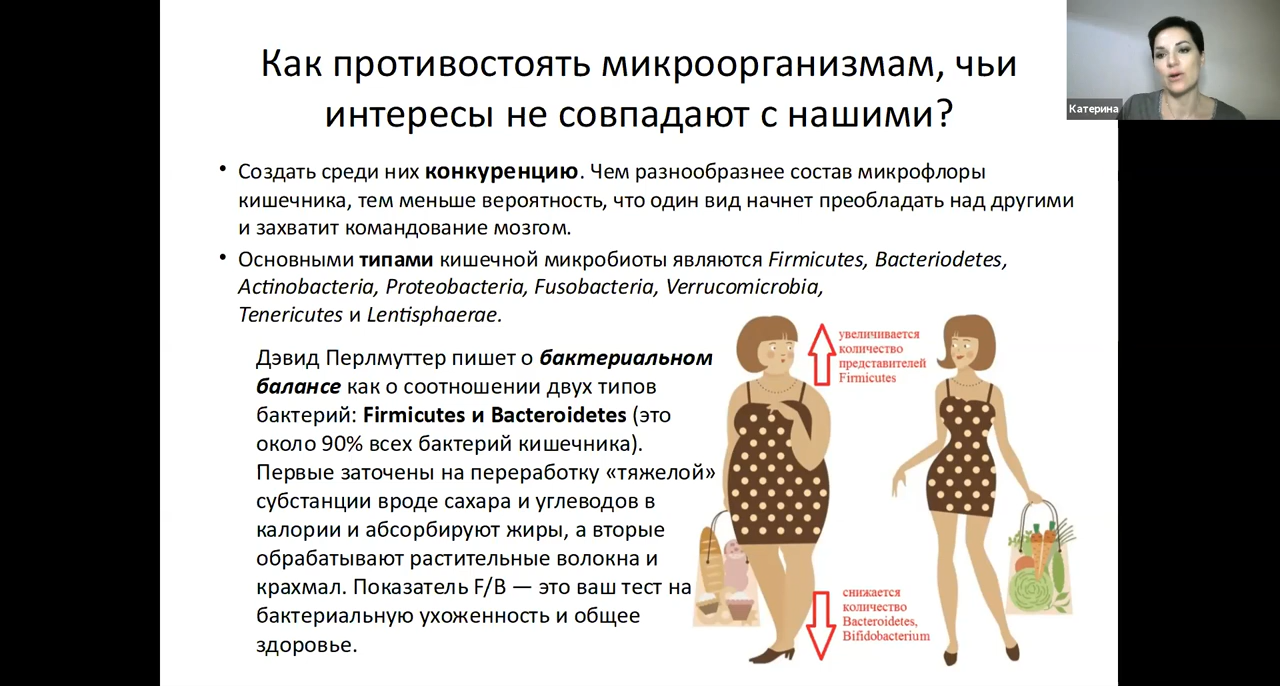 Как противостоять микроорганизмам, чьи
интересы не совпадают с нашими?
Катерина
• Создать среди них конкуренцию. Чем разнообразнее состав микрофлоры
кишечника, тем меньше вероятность, что один вид начнет преобладать над другими
и захватит командование мозгом.
• Основными типами кишечной микробиоты являются Firmicutes, Bacteriodetes,
Actinobacteria, Proteobacteria, Fusobacteria, Verrucomicrobia,
Tenericutes и Lentisphaerae.
Дэвид Перлмуттер пишет о бактериальном
балансе как о соотношении двух типов
бактерий: Firmicutes и Bacteroidetes (это
около 90% всех бактерий кишечника).
Первые заточены на переработку «тяжелой»
субстанции вроде сахара и углеводов в
калории и абсорбируют жиры, а вторые
обрабатывают растительные волокна и
крахмал. Показатель F/B — это ваш тест на
бактериальную ухоженность и общее
здоровье.
увеличивается
количество
представителей
Firmicutes
снижается
количество
Bacteroidetes,
Bifidobacterium